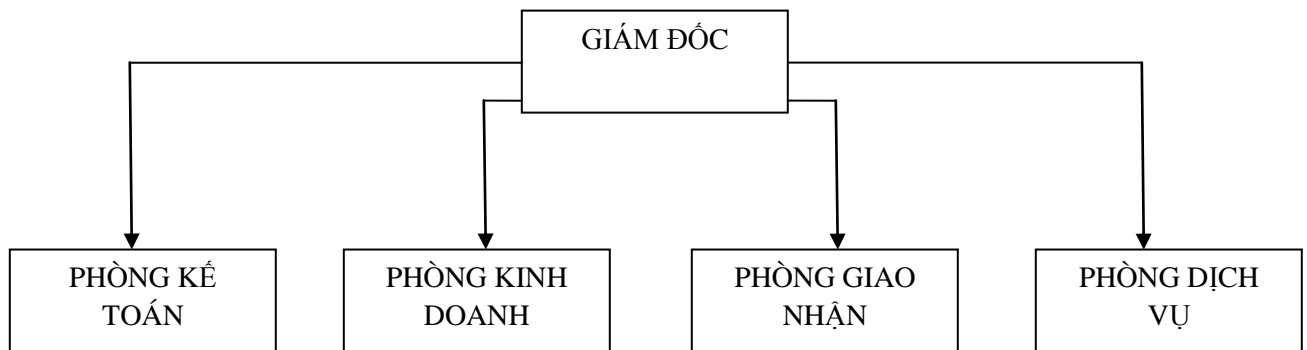 GIÁM ĐỐC
PHÒNG KẾ
TOÁN
PHÒNG KINH
DOANH
PHÒNG GIAO
NHẬN
PHÒNG DỊCH
VỤ